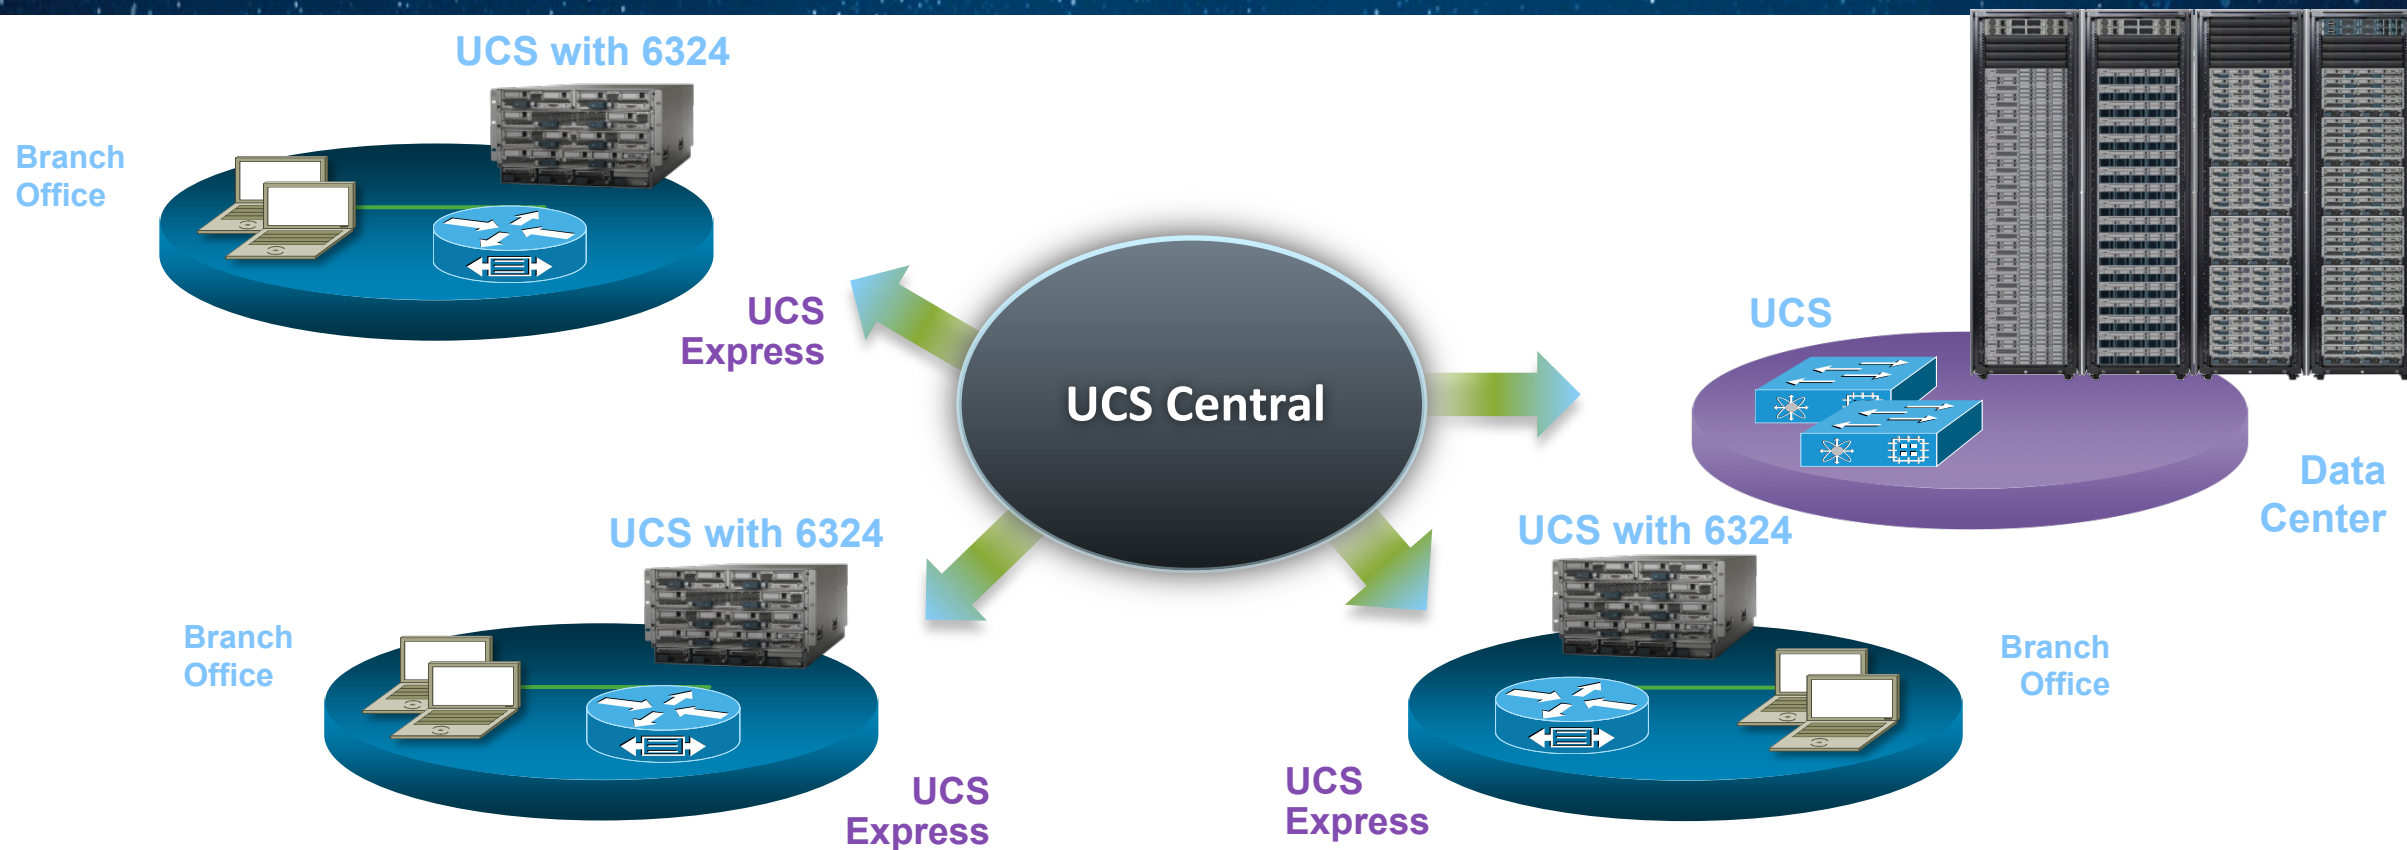 UCS with 6324
Branch
Office
UCS
Express
UCS Central
UCS
Data
Center
UCS with 6324
Branch
Office
UCS
Express
UCS with 6324
Branch
Office
UCS
Express